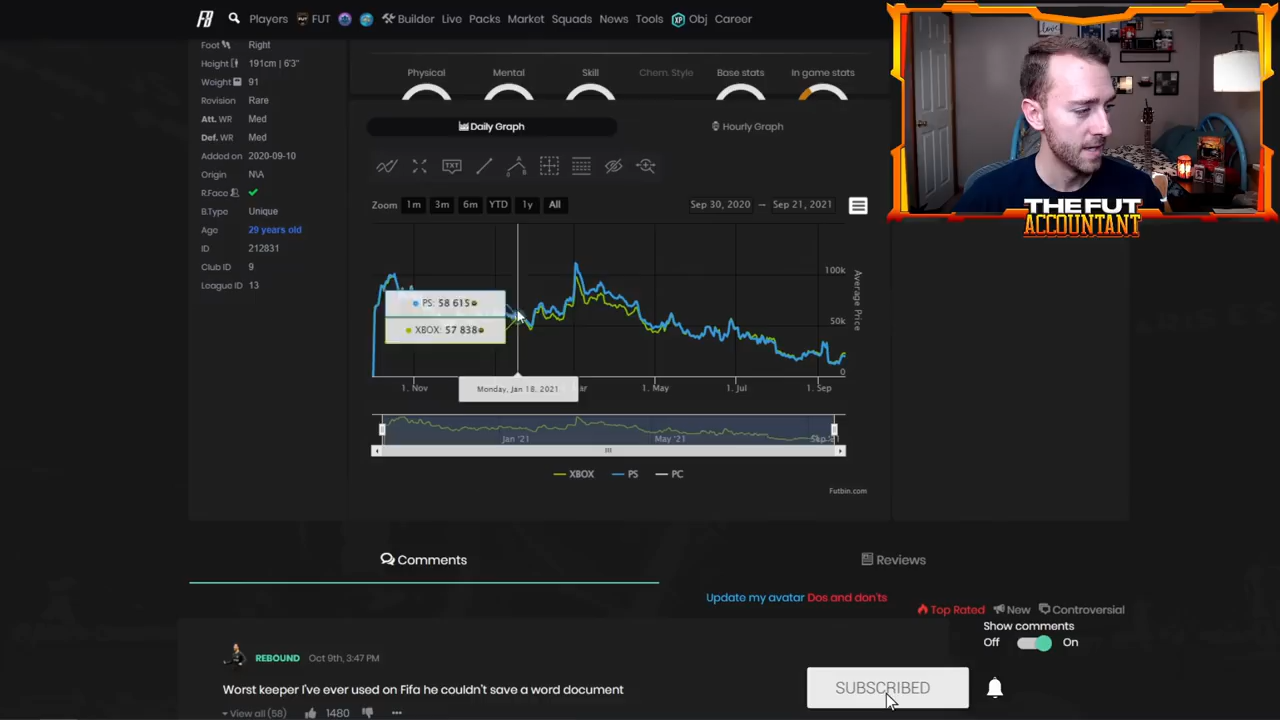 FB Players FUT Builder Live Packs Market Squads News Tools XP Obj Career
Foot Right
Height 191cm | 6'3"
Weight 91
Revision Rare
Att. WR Med
Def. WR Med
Added on 2020-09-10
Origin N\A
R.Face
B.Type Unique
Age 29 years old
ID 212831
Club ID 9
League ID 13
Physical Mental Skill Chem. Style Base stats In game stats
Daily Graph Hourly Graph
TXT
Zoom 1m 3m 6m YTD 1y All Sep 30, 2020 → Sep 21, 2021
PS: 58 615
XBOX: 57 838
100k
50k
0
Average Price
1. Nov 1. May 1. Jul 1. Sep
Monday, Jan 18, 2021
Jan '21 May '21
XBOX PS PC
Futbin.com
THE FUT
ACCOUNTANT
Comments Reviews
Update my avatar Dos and don'ts
Top Rated New Controversial
Show comments
Off On
REBOUND Oct 9th, 3:47 PM
Worst keeper I've ever used on Fifa he couldn't save a word document
View all (58) 1480
SUBSCRIBED